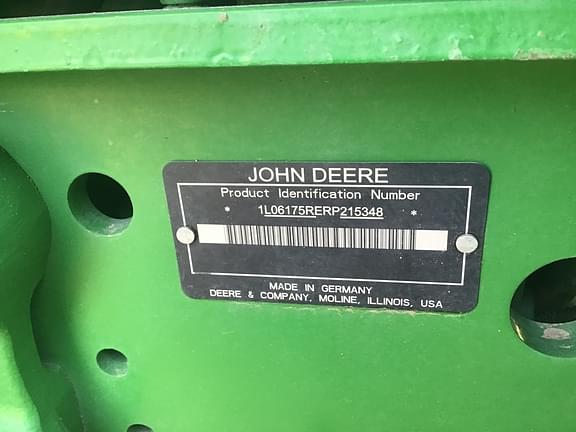 JOHN DEERE
Product Identification Number
* 1L06175RERP215348 *
MADE IN GERMANY
DEERE & COMPANY, MOLINE, ILLINOIS, USA